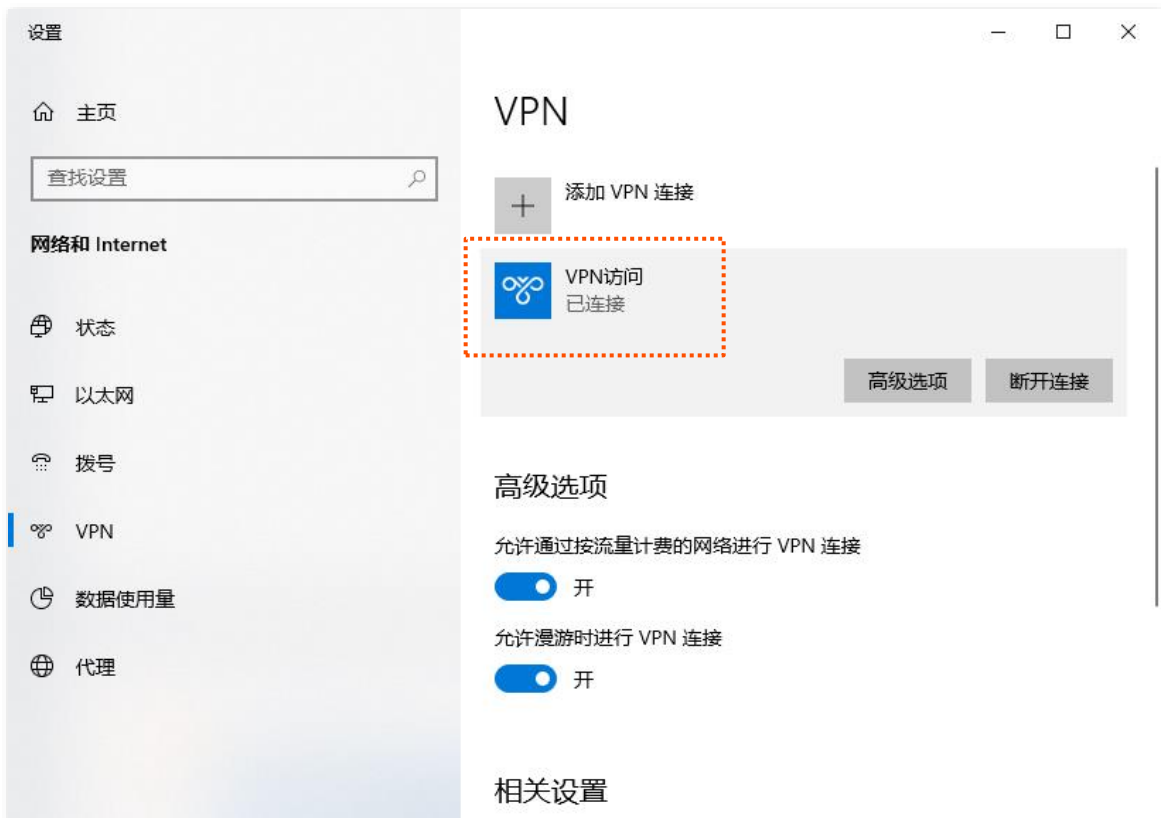 设置
主页
查找设置
网络和 Internet
状态
以太网
拨号
VPN
数据使用量
代理
VPN
添加 VPN 连接
VPN访问
已连接
高级选项
断开连接
高级选项
允许通过按流量计费的网络进行 VPN 连接
开
允许漫游时进行 VPN 连接
开
相关设置